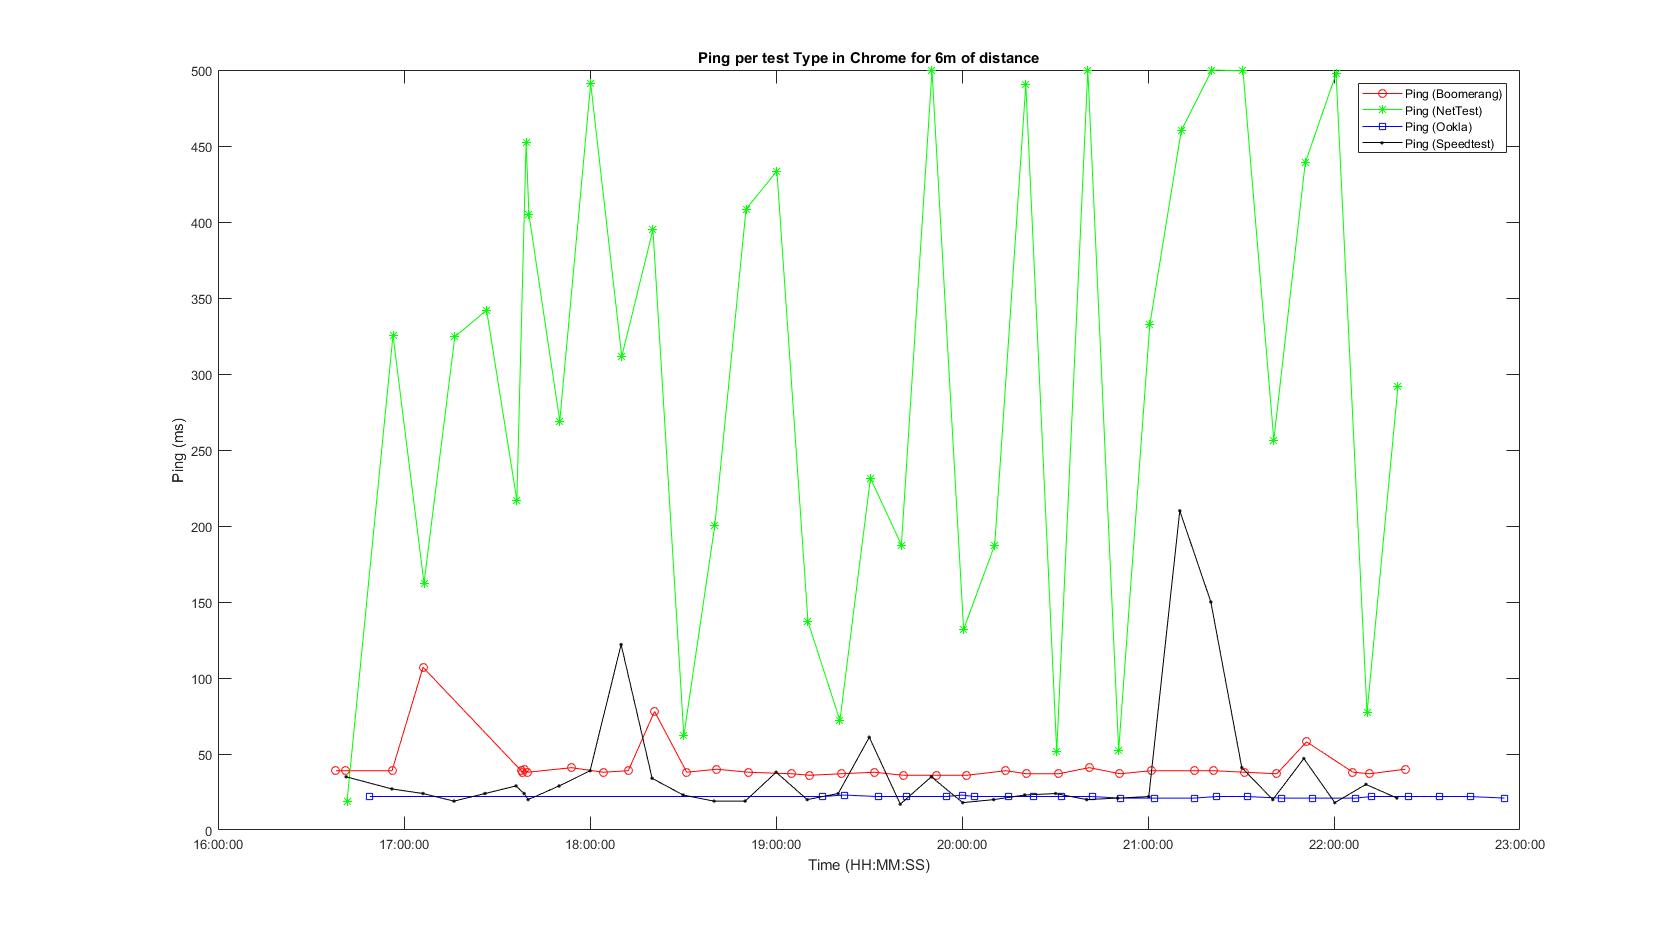 Ping per test Type in Chrome for 6m of distance
500
450
400
350
300
250
200
150
100
50
0
Ping (ms)
Ping (Boomerang)
Ping (NetTest)
Ping (Ookla)
Ping (Speedtest)
16:00:00 17:00:00 18:00:00 19:00:00 20:00:00 21:00:00 22:00:00 23:00:00
Time (HH:MM:SS)